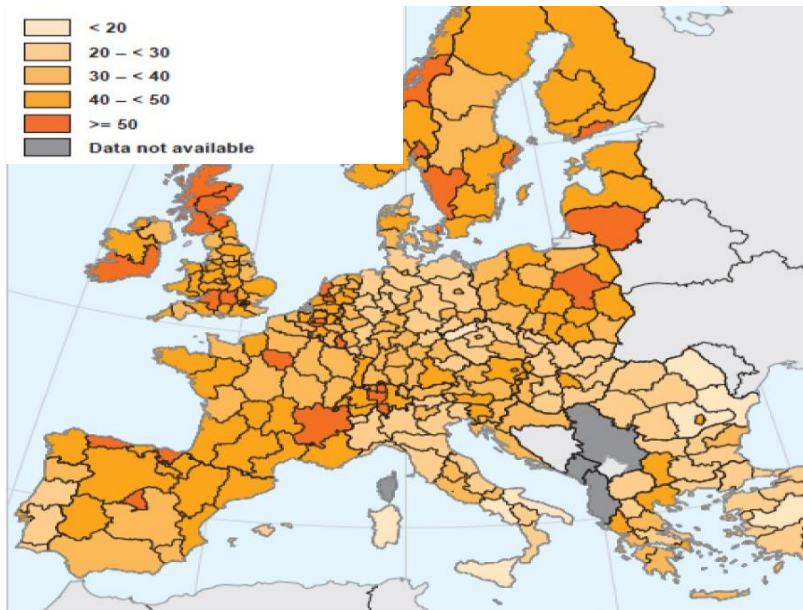 < 20
20 – < 30
30 – < 40
40 – < 50
>= 50
Data not available